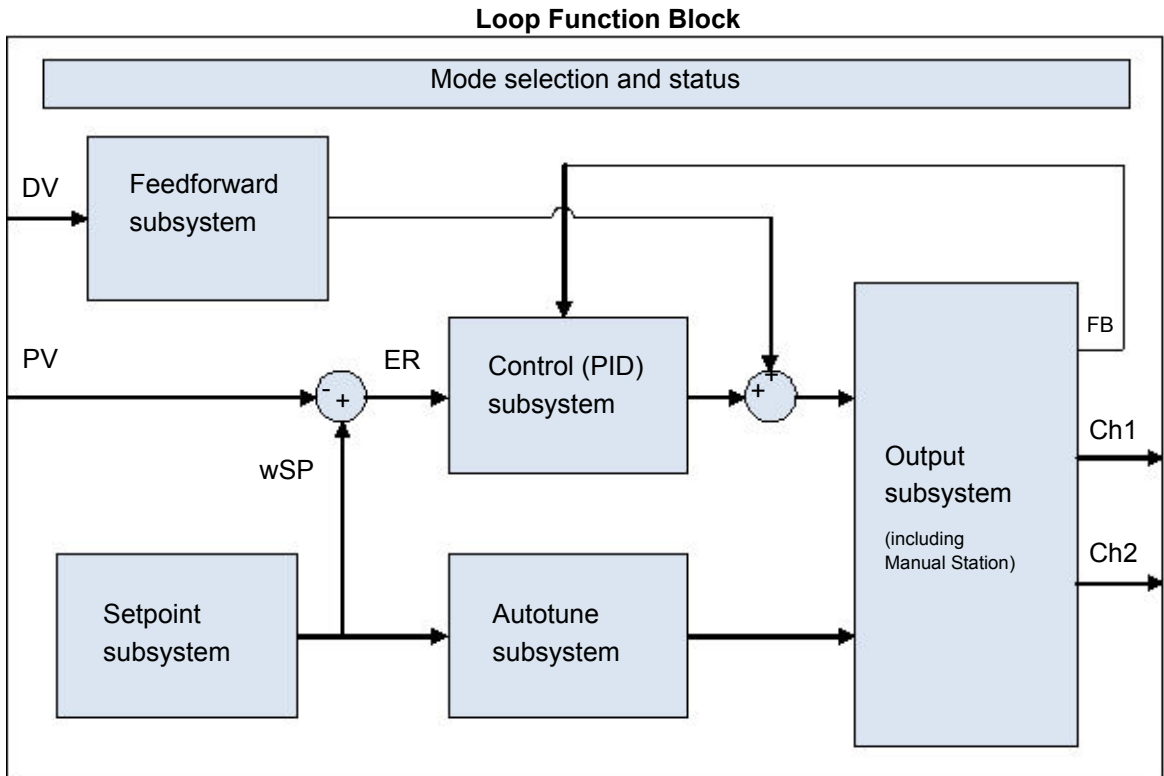 Loop Function Block
Mode selection and status
DV
Feedforward
subsystem
FB
PV
ER
Control (PID)
subsystem
-
+
+
+
wSP
Ch1
Output
subsystem
(including
Manual Station)
Ch2
Setpoint
subsystem
Autotune
subsystem